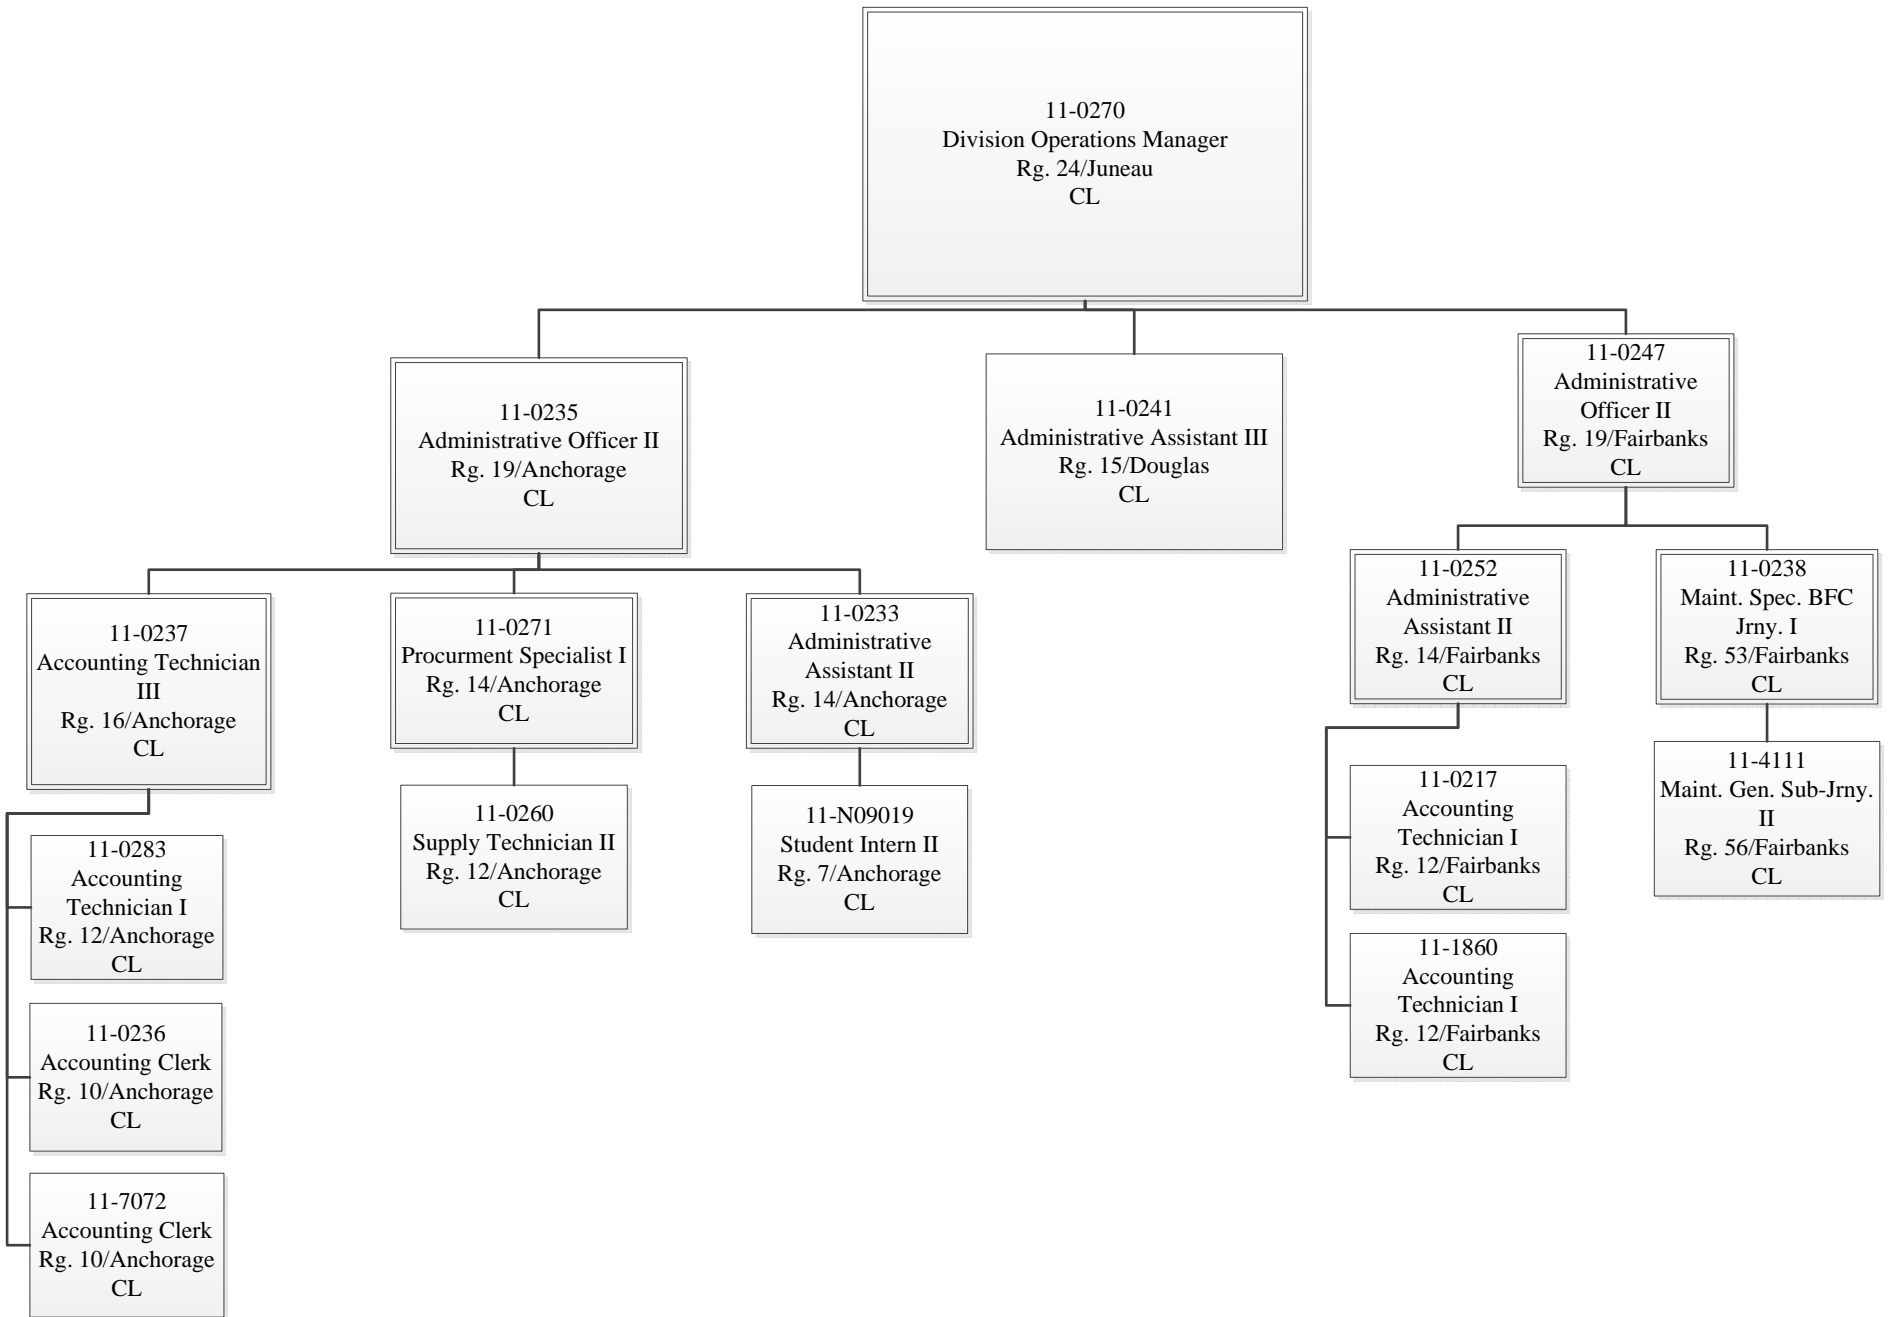 11-0270
Division Operations Manager
Rg. 24/Juneau
CL
11-0235
Administrative Officer II
Rg. 19/Anchorage
CL
11-0241
Administrative Assistant III
Rg. 15/Douglas
CL
11-0247
Administrative
Officer II
Rg. 19/Fairbanks
CL
11-0237
Accounting Technician
III
Rg. 16/Anchorage
CL
11-0271
Procurment Specialist I
Rg. 14/Anchorage
CL
11-0233
Administrative
Assistant II
Rg. 14/Anchorage
CL
11-0252
Administrative
Assistant II
Rg. 14/Fairbanks
CL
11-0238
Maint. Spec. BFC
Jrny. I
Rg. 53/Fairbanks
CL
11-0283
Accounting
Technician I
Rg. 12/Anchorage
CL
11-0236
Accounting Clerk
Rg. 10/Anchorage
CL
11-7072
Accounting Clerk
Rg. 10/Anchorage
CL
11-0260
Supply Technician II
Rg. 12/Anchorage
CL
11-N09019
Student Intern II
Rg. 7/Anchorage
CL
11-0217
Accounting
Technician I
Rg. 12/Fairbanks
CL
11-1860
Accounting
Technician I
Rg. 12/Fairbanks
CL
11-4111
Maint. Gen. Sub-Jrny.
II
Rg. 56/Fairbanks
CL